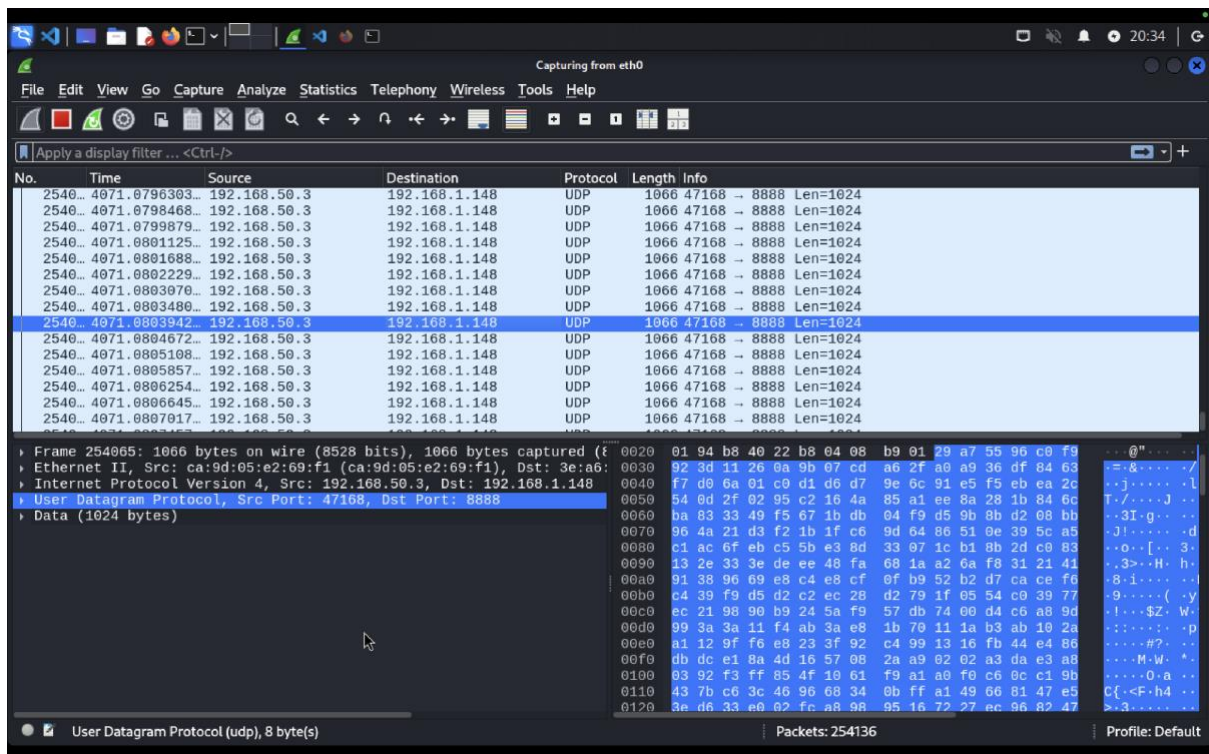 20:34
Capturing from eth0
File Edit View Go Capture Analyze Statistics Telephony Wireless Tools Help
Apply a display filter … <Ctrl-/>
No. Time Source Destination Protocol Length Info
2540… 4071.0796303… 192.168.50.3 192.168.1.148 UDP 1066 47168 → 8888 Len=1024
2540… 4071.0798468… 192.168.50.3 192.168.1.148 UDP 1066 47168 → 8888 Len=1024
2540… 4071.0799879… 192.168.50.3 192.168.1.148 UDP 1066 47168 → 8888 Len=1024
2540… 4071.0801125… 192.168.50.3 192.168.1.148 UDP 1066 47168 → 8888 Len=1024
2540… 4071.0801688… 192.168.50.3 192.168.1.148 UDP 1066 47168 → 8888 Len=1024
2540… 4071.0802229… 192.168.50.3 192.168.1.148 UDP 1066 47168 → 8888 Len=1024
2540… 4071.0803070… 192.168.50.3 192.168.1.148 UDP 1066 47168 → 8888 Len=1024
2540… 4071.0803480… 192.168.50.3 192.168.1.148 UDP 1066 47168 → 8888 Len=1024
2540… 4071.0803942… 192.168.50.3 192.168.1.148 UDP 1066 47168 → 8888 Len=1024
2540… 4071.0804672… 192.168.50.3 192.168.1.148 UDP 1066 47168 → 8888 Len=1024
2540… 4071.0805108… 192.168.50.3 192.168.1.148 UDP 1066 47168 → 8888 Len=1024
2540… 4071.0805857… 192.168.50.3 192.168.1.148 UDP 1066 47168 → 8888 Len=1024
2540… 4071.0806254… 192.168.50.3 192.168.1.148 UDP 1066 47168 → 8888 Len=1024
2540… 4071.0806645… 192.168.50.3 192.168.1.148 UDP 1066 47168 → 8888 Len=1024
2540… 4071.0807017… 192.168.50.3 192.168.1.148 UDP 1066 47168 → 8888 Len=1024
Frame 254065: 1066 bytes on wire (8528 bits), 1066 bytes captured (8
Ethernet II, Src: ca:9d:05:e2:69:f1 (ca:9d:05:e2:69:f1), Dst: 3e:a6:
Internet Protocol Version 4, Src: 192.168.50.3, Dst: 192.168.1.148
User Datagram Protocol, Src Port: 47168, Dst Port: 8888
Data (1024 bytes)
0020 01 94 b8 40 22 b8 04 08 b9 01 29 a7 55 96 c0 f9
0030 92 3d 11 26 0a 9b 07 cd a6 2f a0 a9 36 df 84 63
0040 f7 d0 6a 01 c0 d1 d6 d7 9e 6c 91 e5 f5 eb ea 2c
0050 54 0d 2f 02 95 c2 16 4a 85 a1 ee 8a 28 1b 84 6c
0060 ba 83 33 49 f5 67 1b db 04 f9 d5 9b 8b d2 08 bb
0070 96 4a 21 d3 f2 1b 1f c6 9d 64 86 51 0e 39 5c a5
0080 c1 ac 6f eb c5 5b e3 8d 33 07 1c b1 8b 2d c0 83
0090 13 2e 33 3e de ee 48 fa 68 1a a2 6a f8 31 21 41
00a0 91 38 96 69 e8 c4 e8 cf 0f b9 52 b2 d7 ca ce f6
00b0 c4 39 f9 d5 d2 c2 ec 28 d2 79 1f 05 54 c0 39 77
00c0 ec 21 98 90 b9 24 5a f9 57 db 74 00 d4 c6 a8 9d
00d0 99 3a 3a 11 f4 ab 3a e8 1b 70 11 1a b3 ab 10 2a
00e0 a1 12 9f f6 e8 23 3f 92 c4 99 13 16 fb 44 e4 86
00f0 db dc e1 8a 4d 16 57 08 2a a9 02 02 a3 da e3 a8
0100 03 92 f3 ff 85 4f 10 61 f9 a1 a0 f0 c6 0c c1 9b
0110 43 7b c6 3c 46 96 68 34 0b ff a1 49 66 81 47 e5
0120 3e d6 33 e0 02 fc a8 98 95 16 72 27 ec 96 82 47
User Datagram Protocol (udp), 8 byte(s)
Packets: 254136
Profile: Default